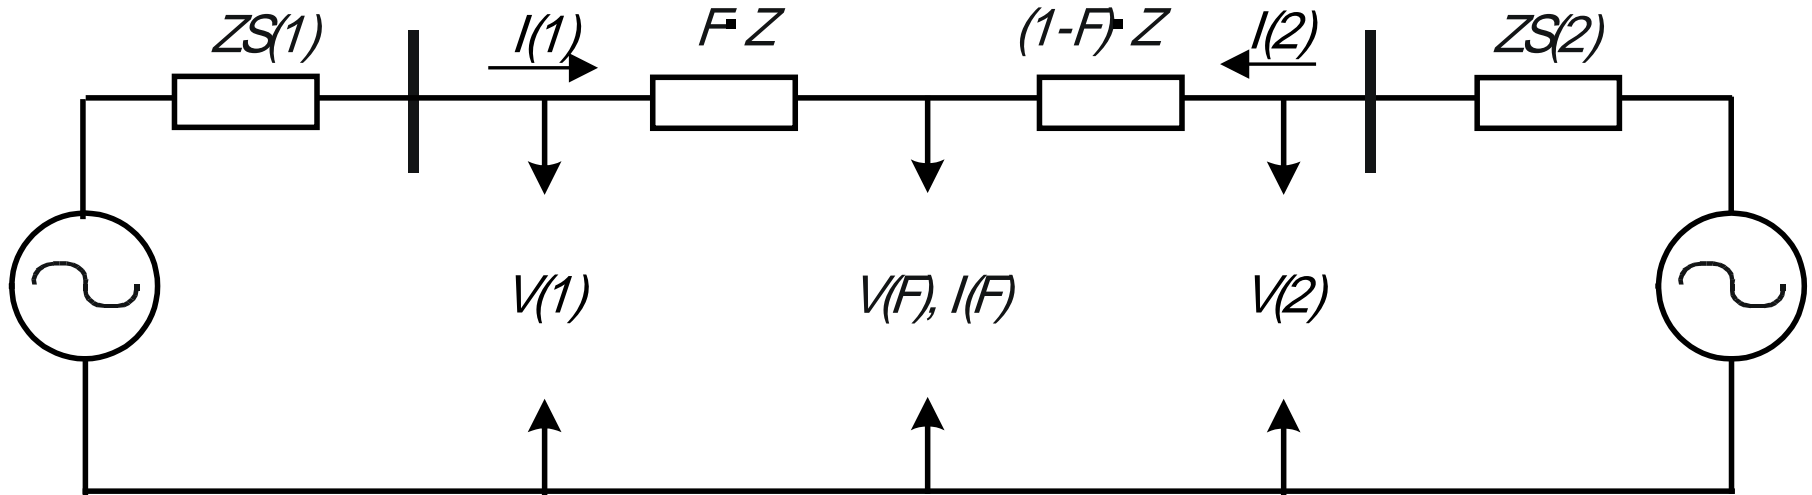 ZS(1) I(1) F·Z (1-F)·Z I(2) ZS(2)
V(1) V(F), I(F) V(2)